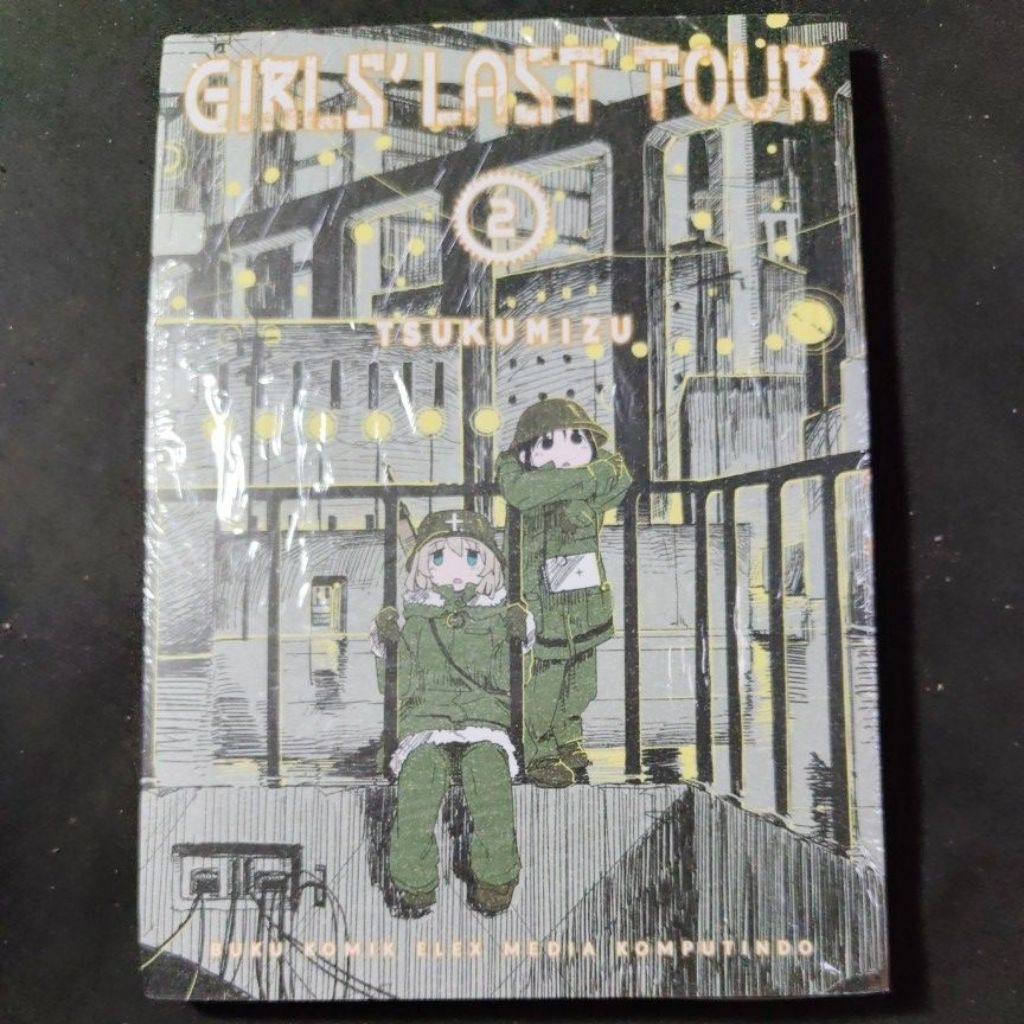 GIRLS' LAST TOUR
2
TSUKUMIZU
BUKU KOMIK ELEX MEDIA KOMPUTINDO